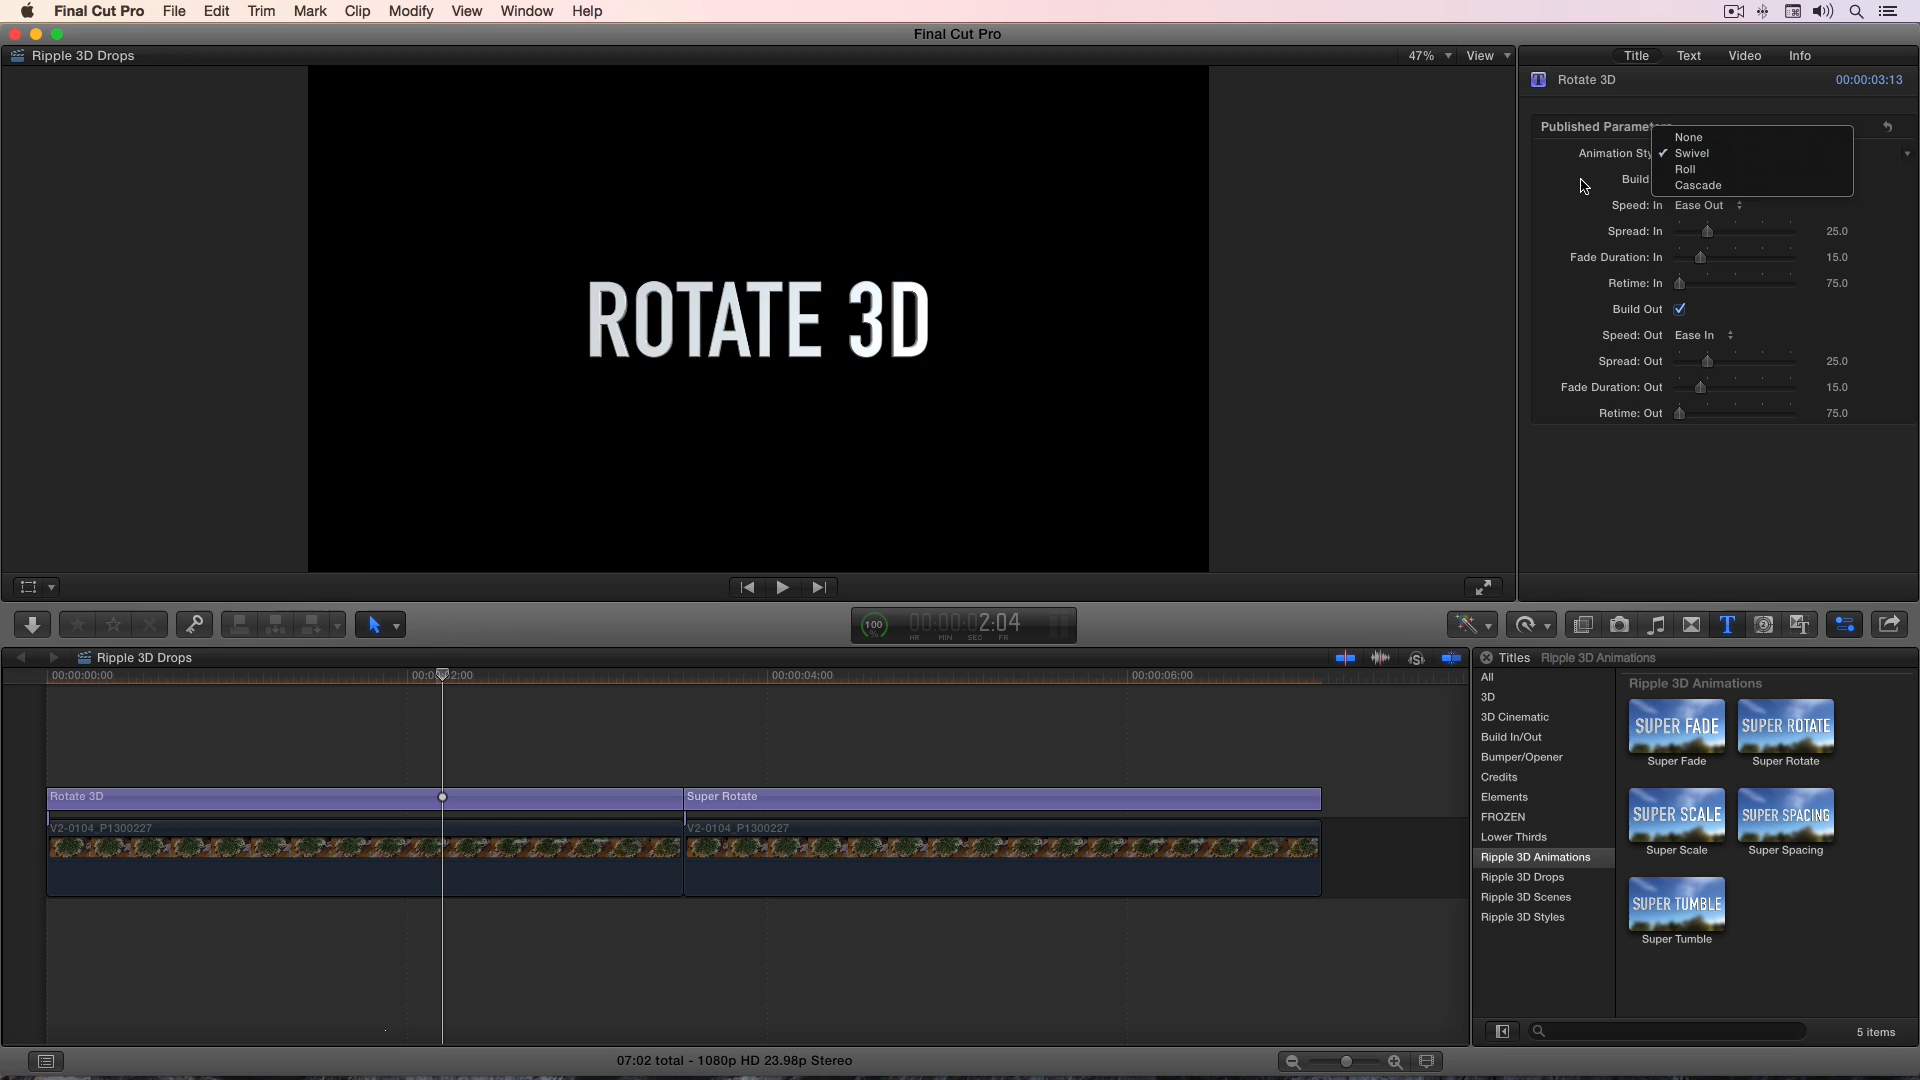 Final Cut Pro File Edit Trim Mark Clip Modify View Window Help
Final Cut Pro
Ripple 3D Drops 47% View
Title Text Video Info
Rotate 3D 00:00:03:13
Published Parameters
None
Animation Sty ✓ Swivel
Roll
Build
Cascade
Speed: In Ease Out
Spread: In 25.0
Fade Duration: In 15.0
Retime: In 75.0
Build Out
Speed: Out Ease In
Spread: Out 25.0
Fade Duration: Out 15.0
Retime: Out 75.0
ROTATE 3D
100 % 00:00:02:04
HR MIN SEC FR
Ripple 3D Drops
00:00:00:00 00:00:02:00 00:00:04:00 00:00:06:00
Rotate 3D Super Rotate
V2-0104_P1300227 V2-0104_P1300227
Titles Ripple 3D Animations
All
3D
3D Cinematic
Build In/Out
Bumper/Opener
Credits
Elements
FROZEN
Lower Thirds
Ripple 3D Animations
Ripple 3D Drops
Ripple 3D Scenes
Ripple 3D Styles
Ripple 3D Animations
SUPER FADE SUPER ROTATE
Super Fade Super Rotate
SUPER SCALE SUPER SPACING
Super Scale Super Spacing
SUPER TUMBLE
Super Tumble
5 items
07:02 total - 1080p HD 23.98p Stereo